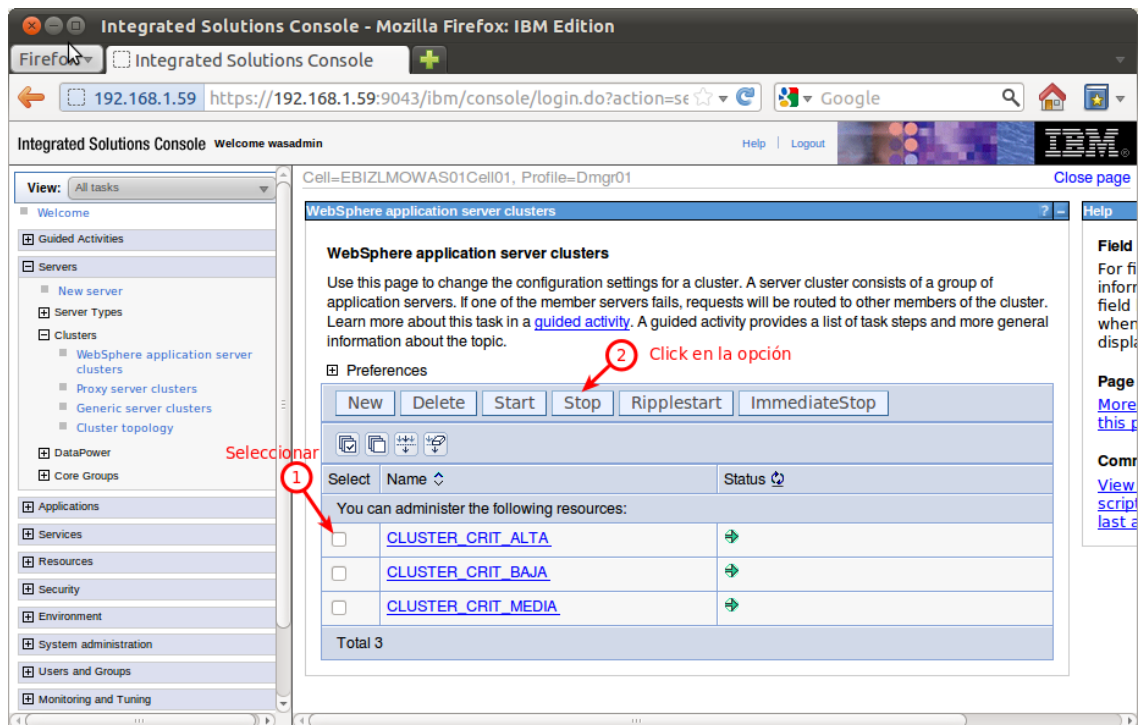 Integrated Solutions Console - Mozilla Firefox: IBM Edition
Firefox
Integrated Solutions Console
192.168.1.59 https://192.168.1.59:9043/ibm/console/login.do?action=se
Google
Integrated Solutions Console Welcome wasadmin
Help
Logout
IBM
View: All tasks
Welcome
Guided Activities
Servers
New server
Server Types
Clusters
WebSphere application server
clusters
Proxy server clusters
Generic server clusters
Cluster topology
DataPower
Core Groups
Applications
Services
Resources
Security
Environment
System administration
Users and Groups
Monitoring and Tuning
Cell=EBIZLMOWAS01Cell01, Profile=Dmgr01
Close page
WebSphere application server clusters
WebSphere application server clusters
Use this page to change the configuration settings for a cluster. A server cluster consists of a group of
application servers. If one of the member servers fails, requests will be routed to other members of the cluster.
Learn more about this task in a guided activity. A guided activity provides a list of task steps and more general
information about the topic.
2 Click en la opción
Preferences
New Delete Start Stop Ripplestart ImmediateStop
Seleccionar
1
Select Name Status
You can administer the following resources:
CLUSTER_CRIT_ALTA
CLUSTER_CRIT_BAJA
CLUSTER_CRIT_MEDIA
Total 3
Help
Field
For fi
infor
field
when
displa
Page
More
this p
Comm
View
script
last a